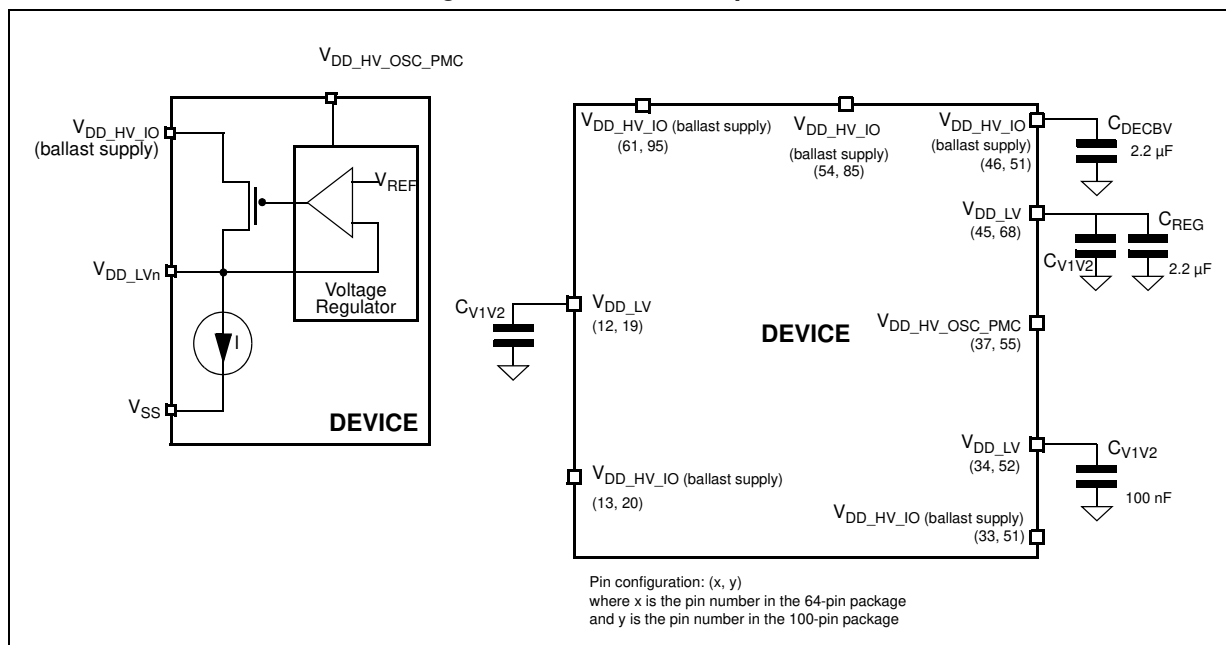 VDD_HV_OSC_PMC
VDD_HV_IO
(ballast supply)
VREF
VDD_LVn
Voltage
Regulator
I
VSS
DEVICE
VDD_HV_IO (ballast supply)
(61, 95)
VDD_HV_IO
(ballast supply)
(54, 85)
VDD_HV_IO
(ballast supply)
(46, 51)
CDECBV
2.2 µF
VDD_LV
(45, 68)
CREG
CV1V2
2.2 µF
CV1V2
VDD_LV
(12, 19)
DEVICE
VDD_HV_OSC_PMC
(37, 55)
VDD_LV
(34, 52)
CV1V2
100 nF
VDD_HV_IO (ballast supply)
(13, 20)
VDD_HV_IO (ballast supply)
(33, 51)
Pin configuration: (x, y)
where x is the pin number in the 64-pin package
and y is the pin number in the 100-pin package